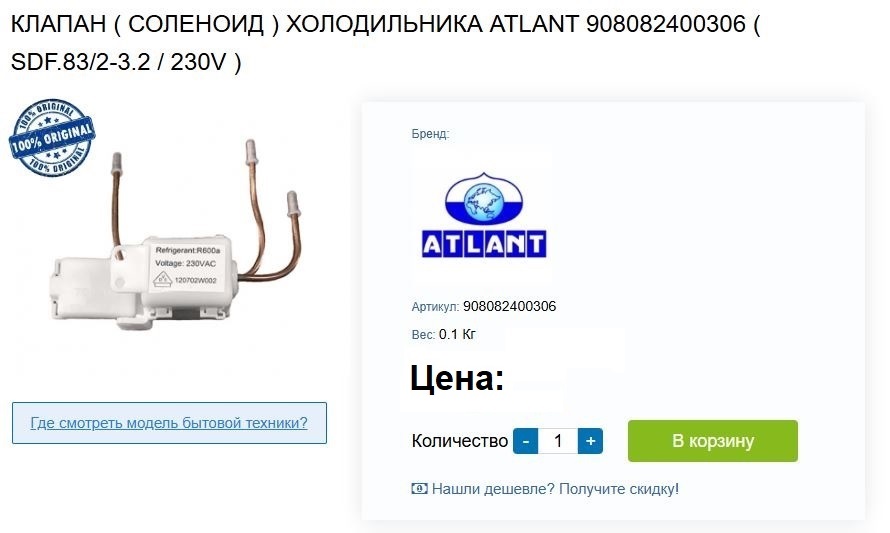 КЛАПАН ( СОЛЕНОИД ) ХОЛОДИЛЬНИКА ATLANT 908082400306 (
SDF.83/2-3.2 / 230V )
100% ORIGINAL
100% ORIGINAL
100% ORIGINAL
Refrigerant:R600a
Voltage: 230VAC
120702W002
Где смотреть модель бытовой техники?
Бренд:
ATLANT
Артикул: 908082400306
Вес: 0.1 Кг
Цена:
Количество - 1 + В корзину
Нашли дешевле? Получите скидку!